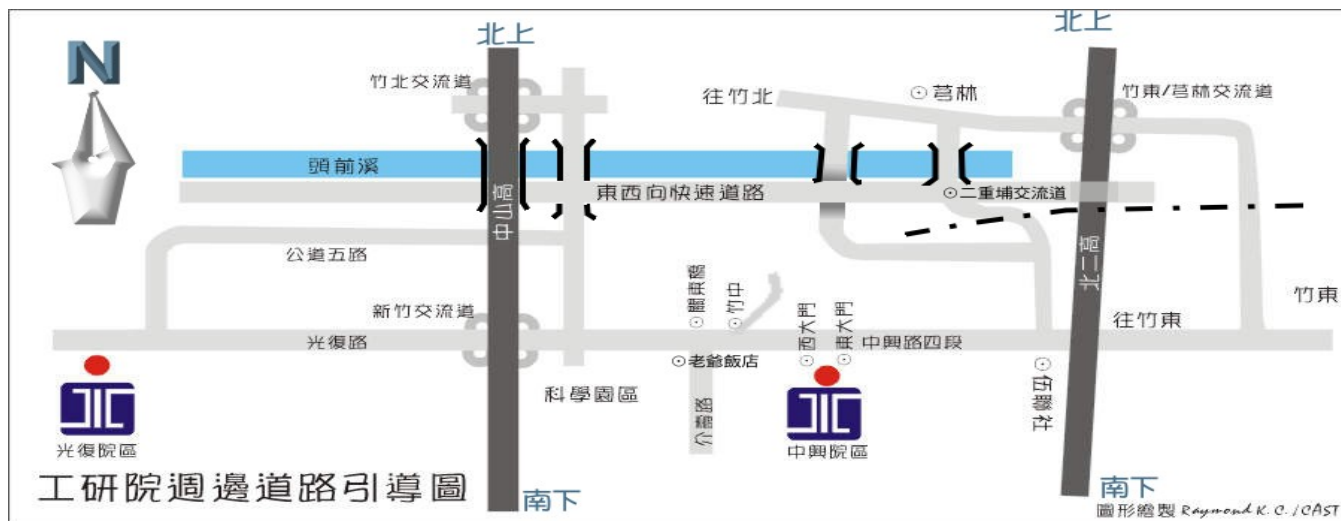 北上
北上
N
竹北交流道
往竹北
芎林
竹東/芎林交流道
頭前溪
東西向快速道路
二重埔交流道
中山高
公道五路
北二高
關東橋
竹中
西大門
東大門
竹東
新竹交流道
往竹東
光復路
中興路四段
老爺飯店
科學園區
伍聯社
介壽路
光復院區
中興院區
工研院週邊道路引導圖
南下
南下
圖形繪製 Raymond K. C. / CAST